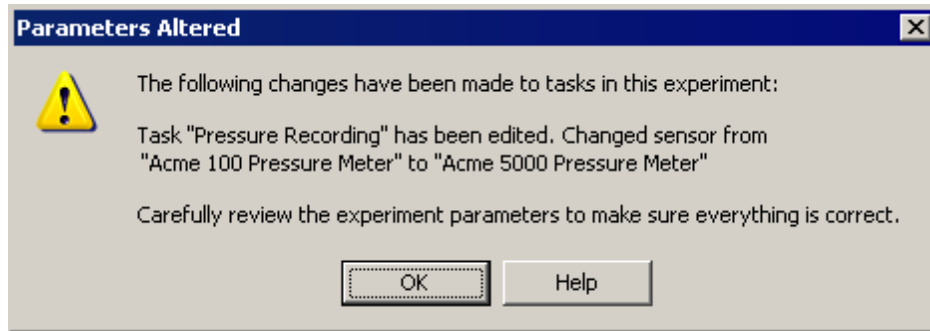 Parameters Altered
The following changes have been made to tasks in this experiment:
Task "Pressure Recording" has been edited. Changed sensor from
"Acme 100 Pressure Meter" to "Acme 5000 Pressure Meter"
Carefully review the experiment parameters to make sure everything is correct.
OK
Help